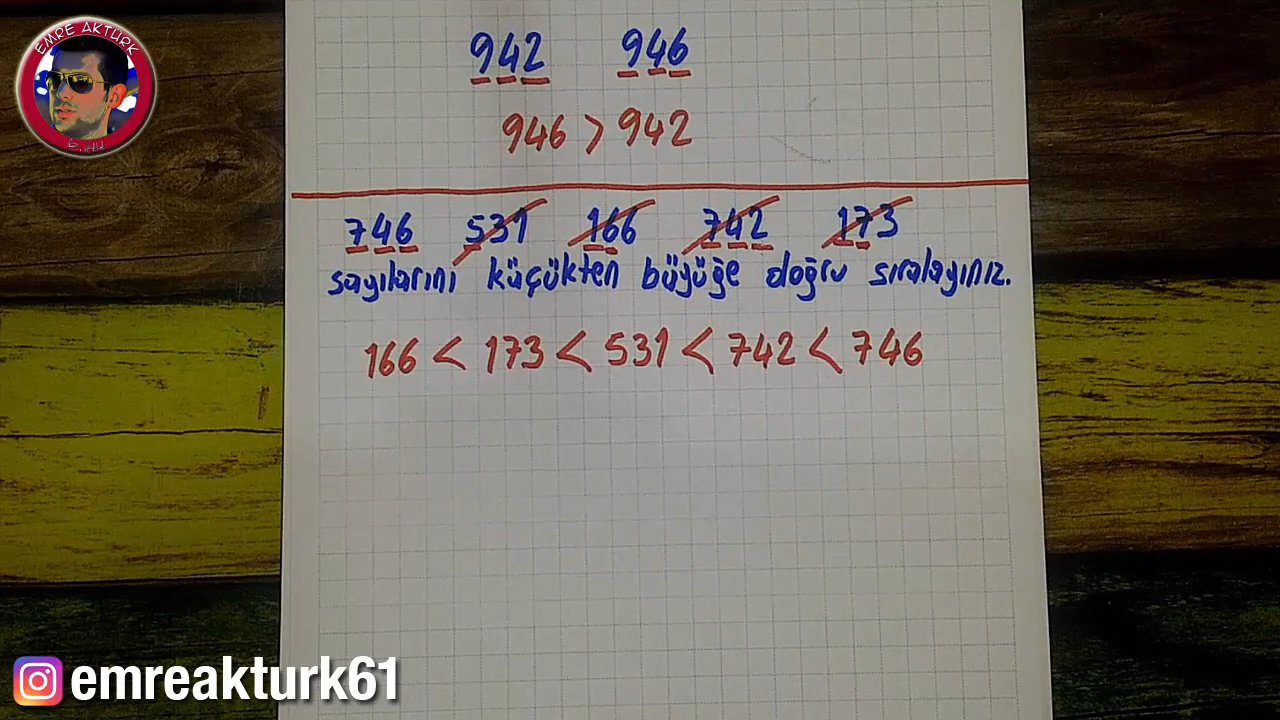 EMRE AKTÜRK
942 946
946 > 942
746 531 166 742 173
sayılarını küçükten büyüğe doğru sıralayınız.
166 < 173 < 531 < 742 < 746
emreakturk61